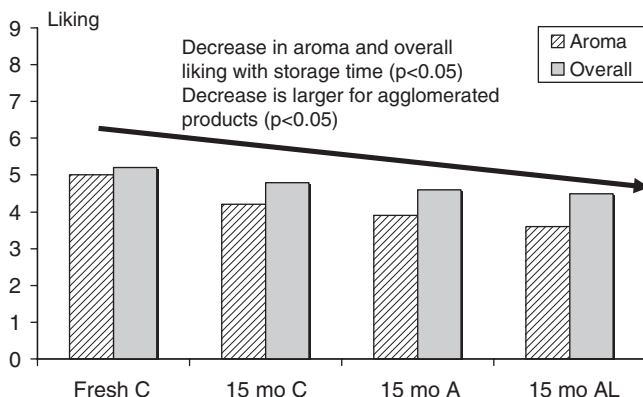 Liking
Decrease in aroma and overall
liking with storage time (p<0.05)
Decrease is larger for agglomerated
products (p<0.05)
Aroma
Overall
9
8
7
6
5
4
3
2
1
0
Fresh C
15 mo C
15 mo A
15 mo AL